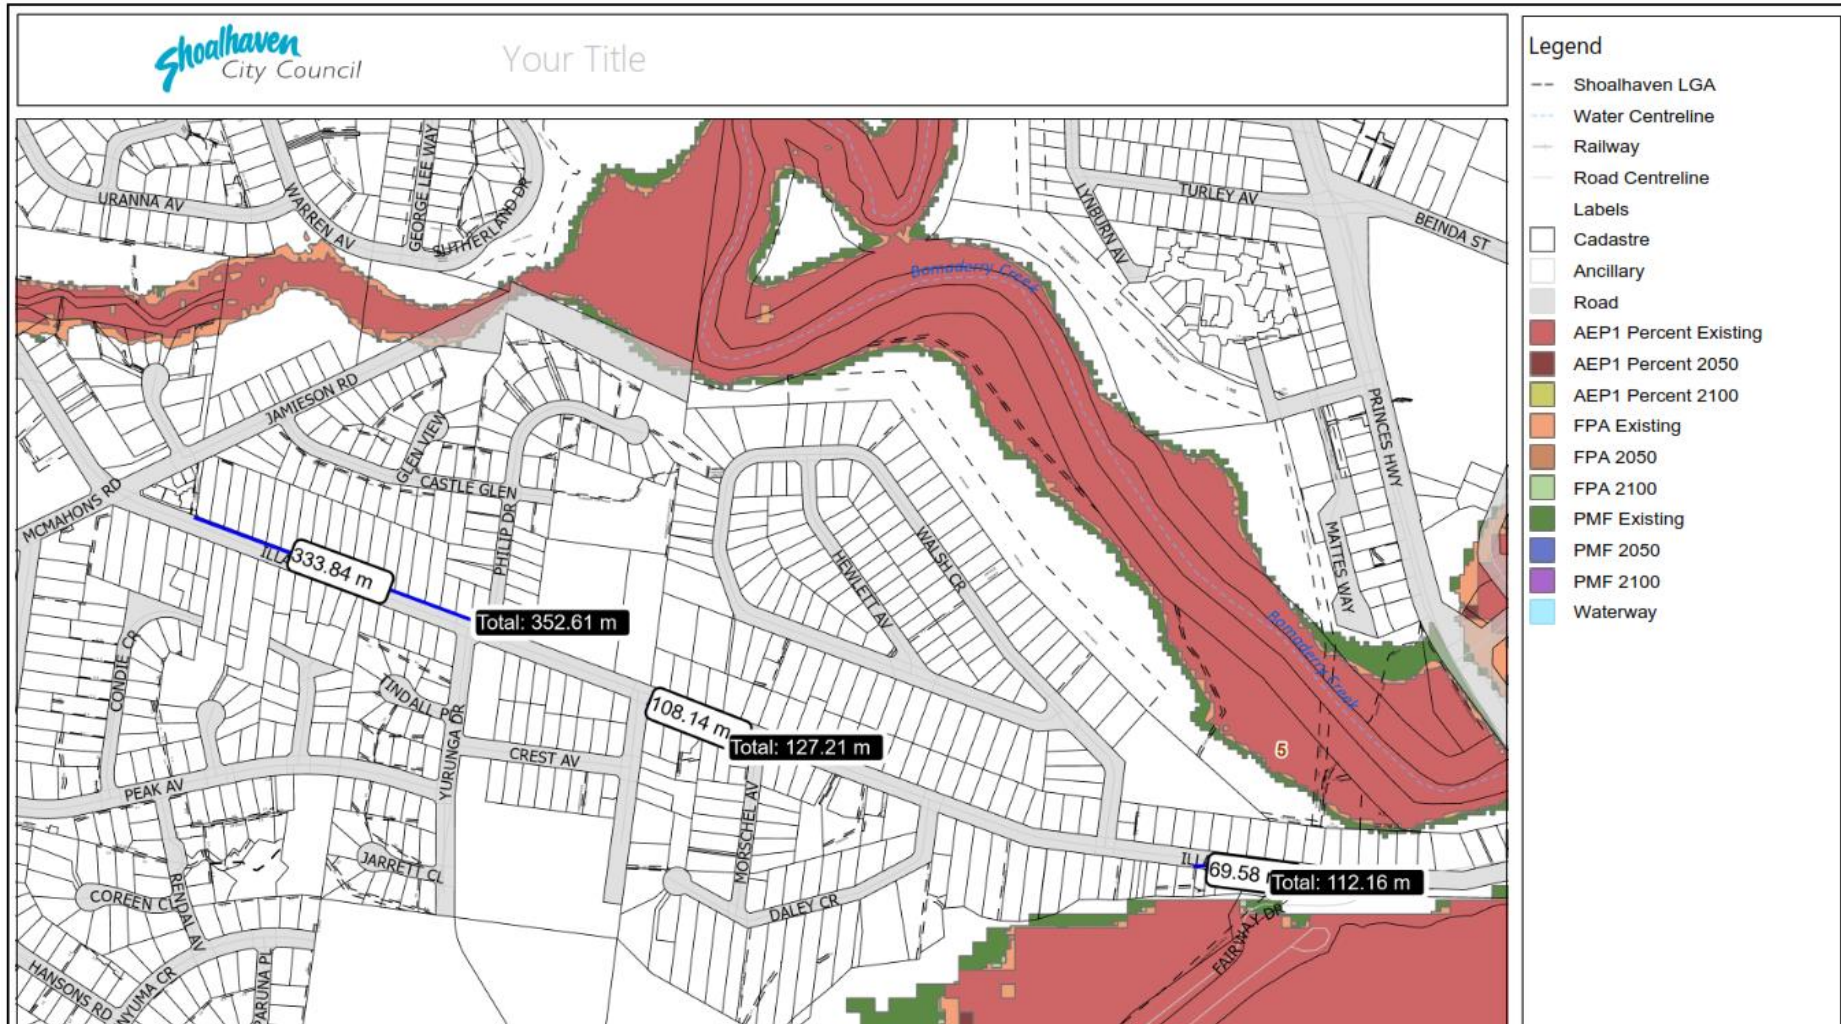 Shoalhaven
City Council
Your Title
Legend
Shoalhaven LGA
Water Centreline
Railway
Road Centreline
Labels
Cadastre
Ancillary
Road
AEP1 Percent Existing
AEP1 Percent 2050
AEP1 Percent 2100
FPA Existing
FPA 2050
FPA 2100
PMF Existing
PMF 2050
PMF 2100
Waterway
URANNA AV
WARREN AV
GEORGE LEE WAY
SUTHERLAND DR
Bomaderry Creek
LYNBURN AV
TURLEY AV
BEINDA ST
JAMIESON RD
GLEN VIEW
CASTLE GLEN
PHILIP DR
MCMAHONS RD
PRINCES HWY
MATTES WAY
WALSH CR
HEWLETT AV
333.84 m
Total: 352.61 m
CONDIE CR
TINDALL PL
YURUNGA DR
CREST AV
108.14 m
Total: 127.21 m
Bomaderry Creek
5
PEAK AV
MORSCHEL AV
JARRETT CL
RENDAL AV
COREEN CL
DALEY CR
69.58
Total: 112.16 m
FAIRWAY DR
HANSONS RD
NYUMA CR
PARUNA PL